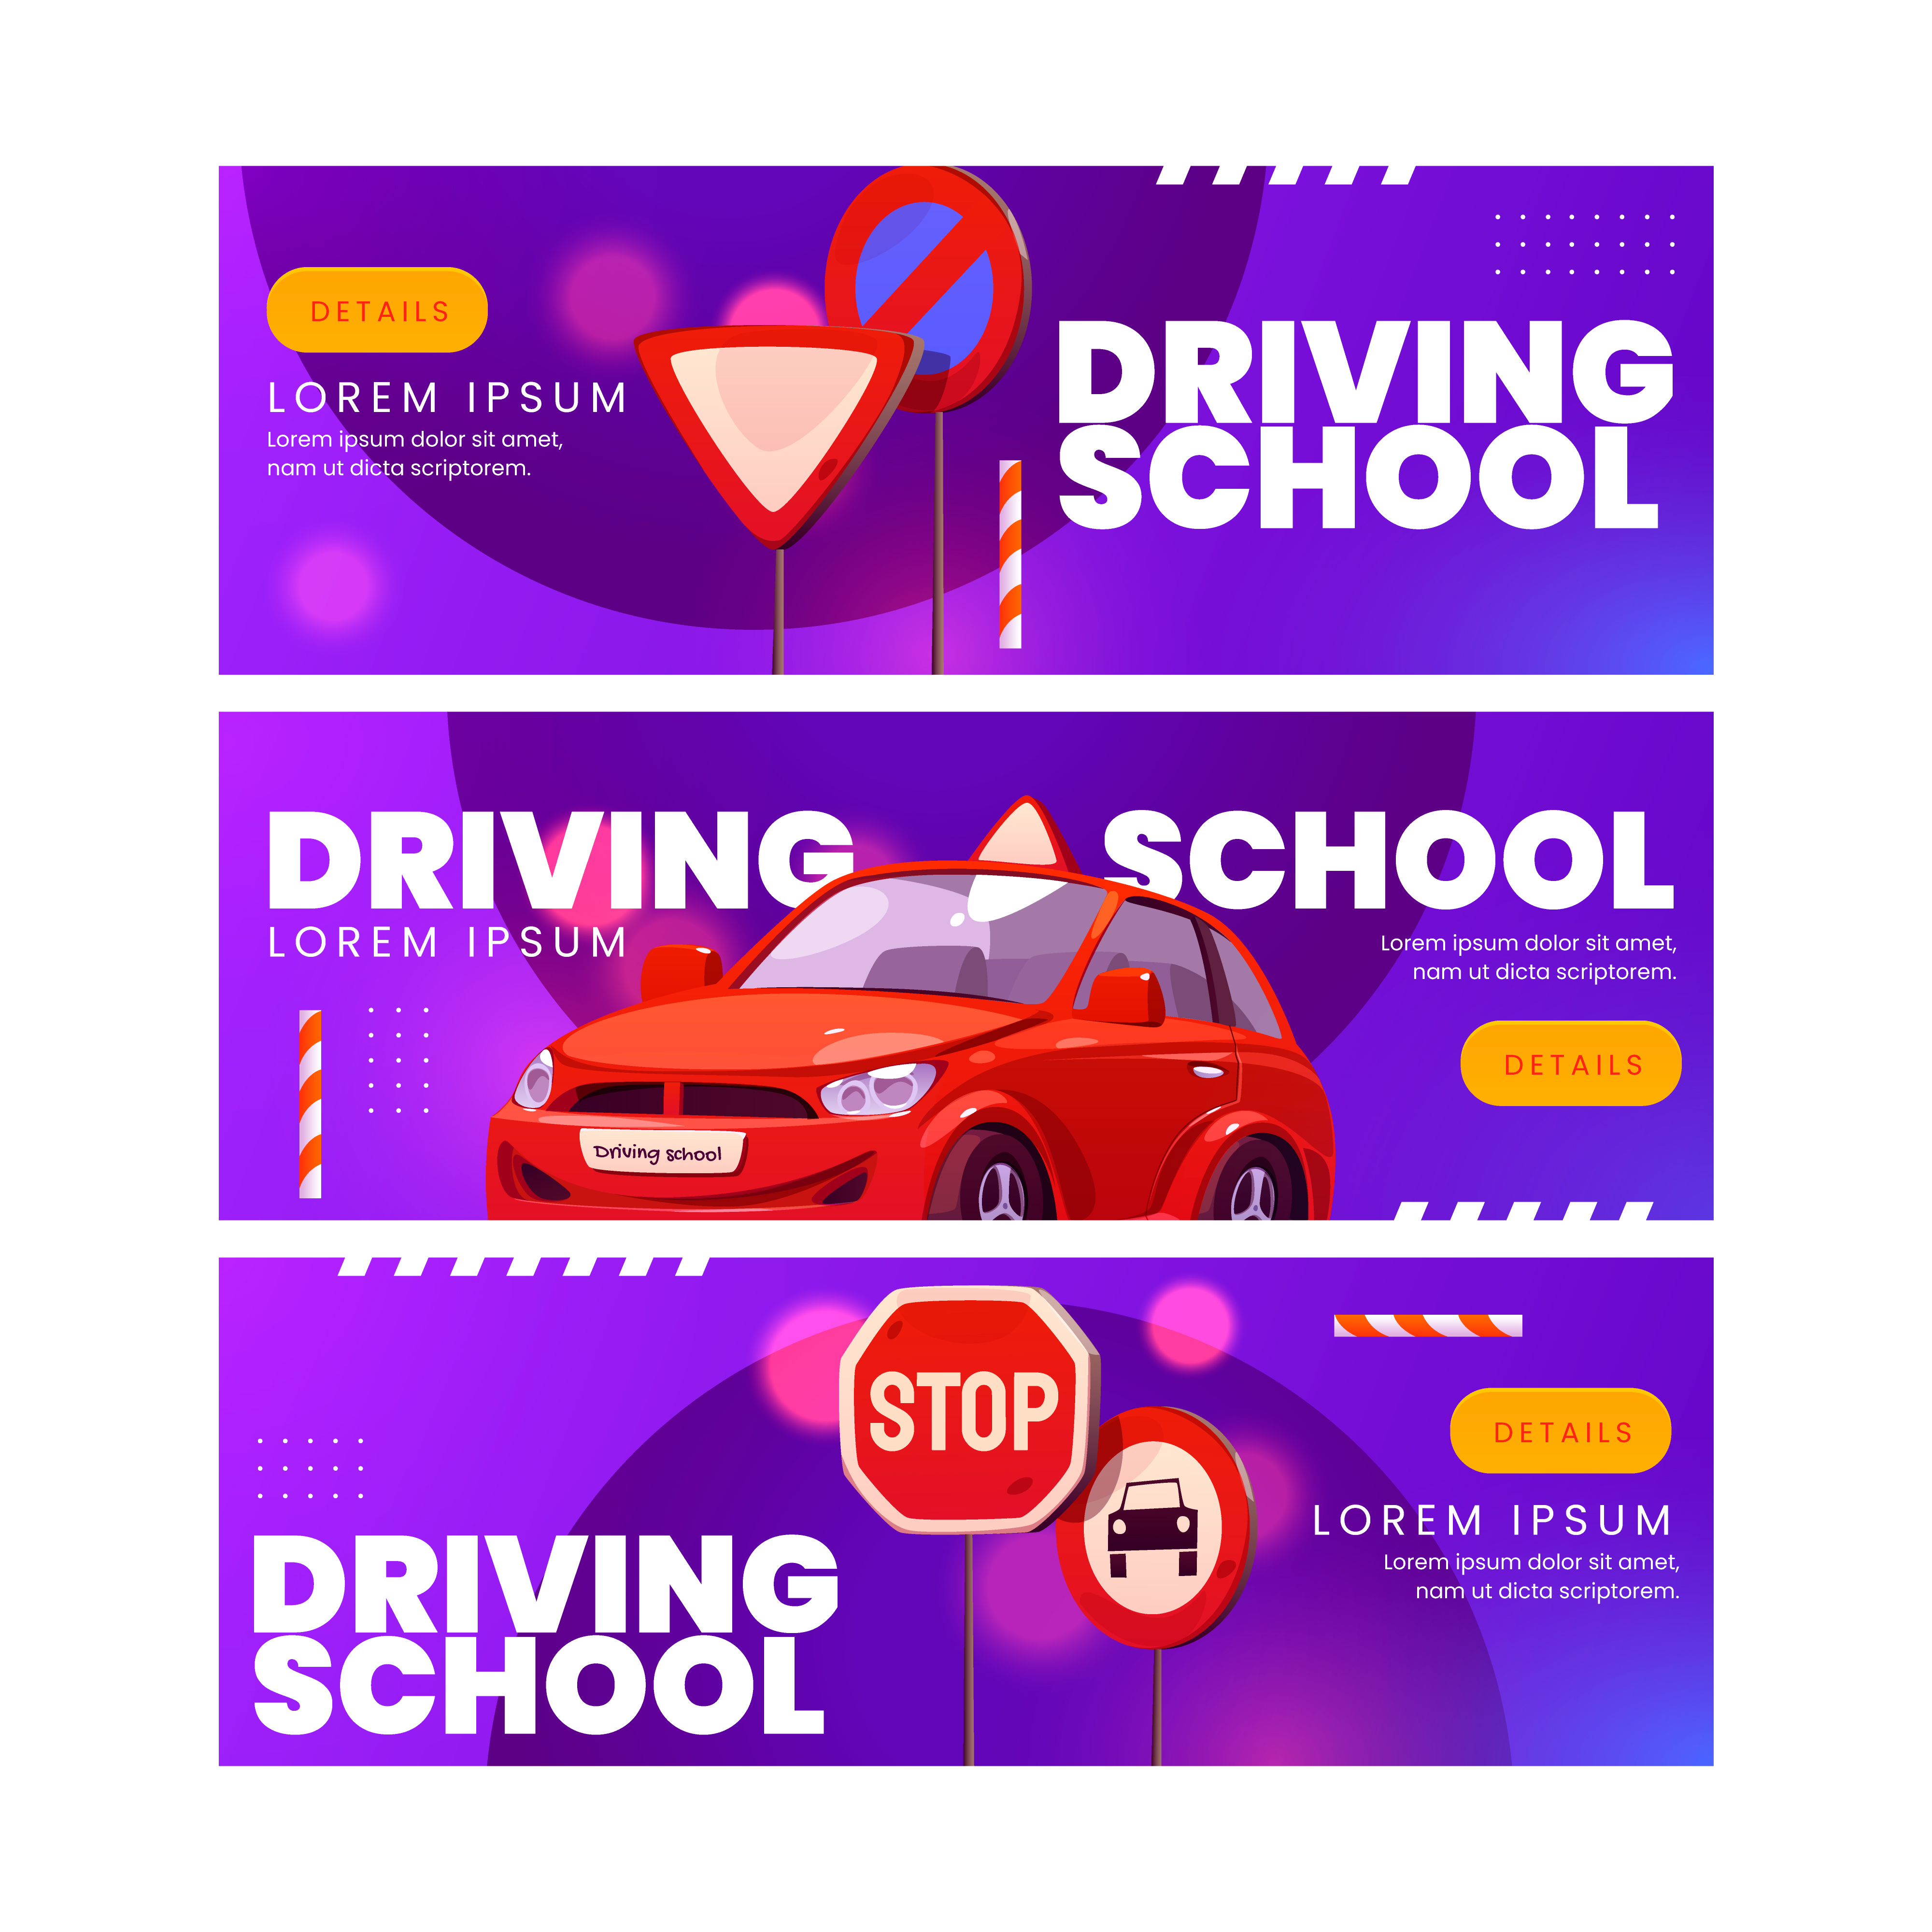 DETAILS
LOREM IPSUM
Lorem ipsum dolor sit amet,
nam ut dicta scriptorem.
DRIVING
SCHOOL
DRIVING SCHOOL
LOREM IPSUM
Lorem ipsum dolor sit amet,
nam ut dicta scriptorem.
DETAILS
Driving school
STOP
DETAILS
LOREM IPSUM
Lorem ipsum dolor sit amet,
nam ut dicta scriptorem.
DRIVING
SCHOOL